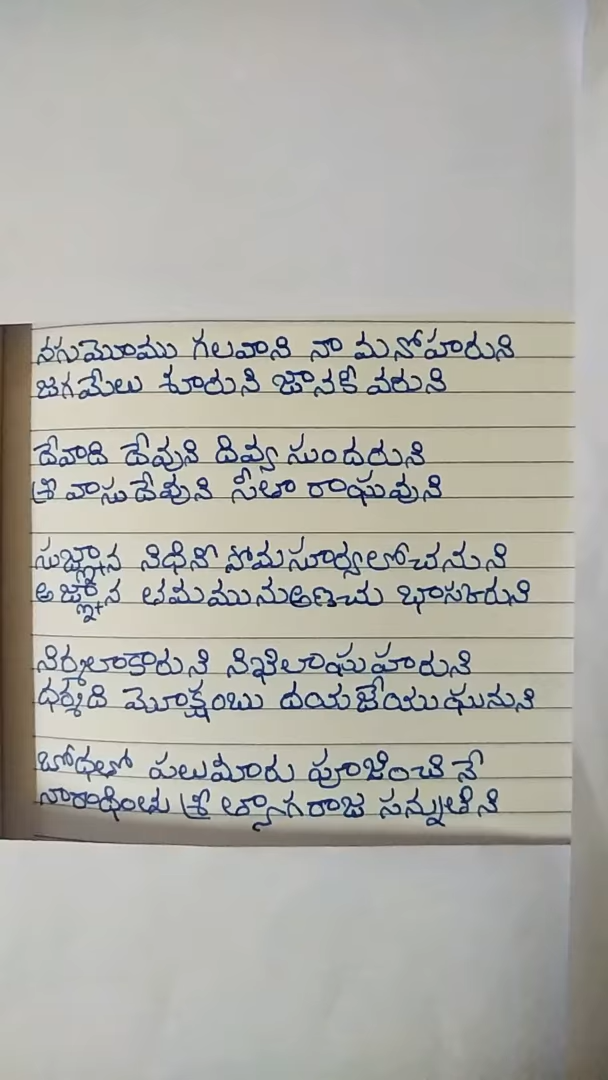 నగుమొము గలవాని నా మనోహరుని
జగమేలు శూరుని జానకీ వరుని
దేవాది దేవుని దివ్య సుందరుని
శ్రీ వాసుదేవుని సీతా రాఘవుని
సుజ్ఞాన నిధిని సోమసూర్యలోచనుని
అజ్ఞాన తమమునుఅణచు భాస్కరుని
నిర్మలాకారుని నిఖిలాఘహరుని
ధర్మాది మొక్షంబు దయజేయుఘనుని
బోధతో పలుమారు పూజించి నే
నారాధింతు శ్రీ త్యాగరాజ సన్నుతిని